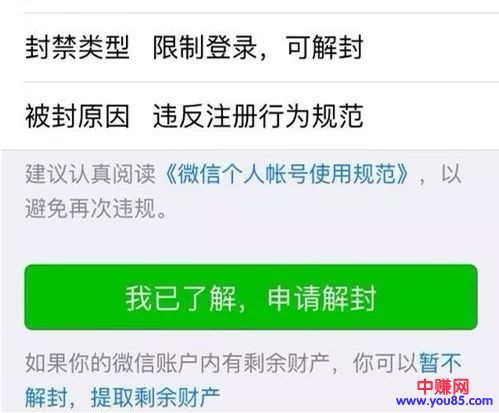 封禁类型 限制登录，可解封
被封原因 违反注册行为规范
建议认真阅读《微信个人帐号使用规范》，以
避免再次违规。
我已了解，申请解封
如果你的微信账户内有剩余财产，你可以暂不
解封，提取剩余财产
中赚网
www.you85.com